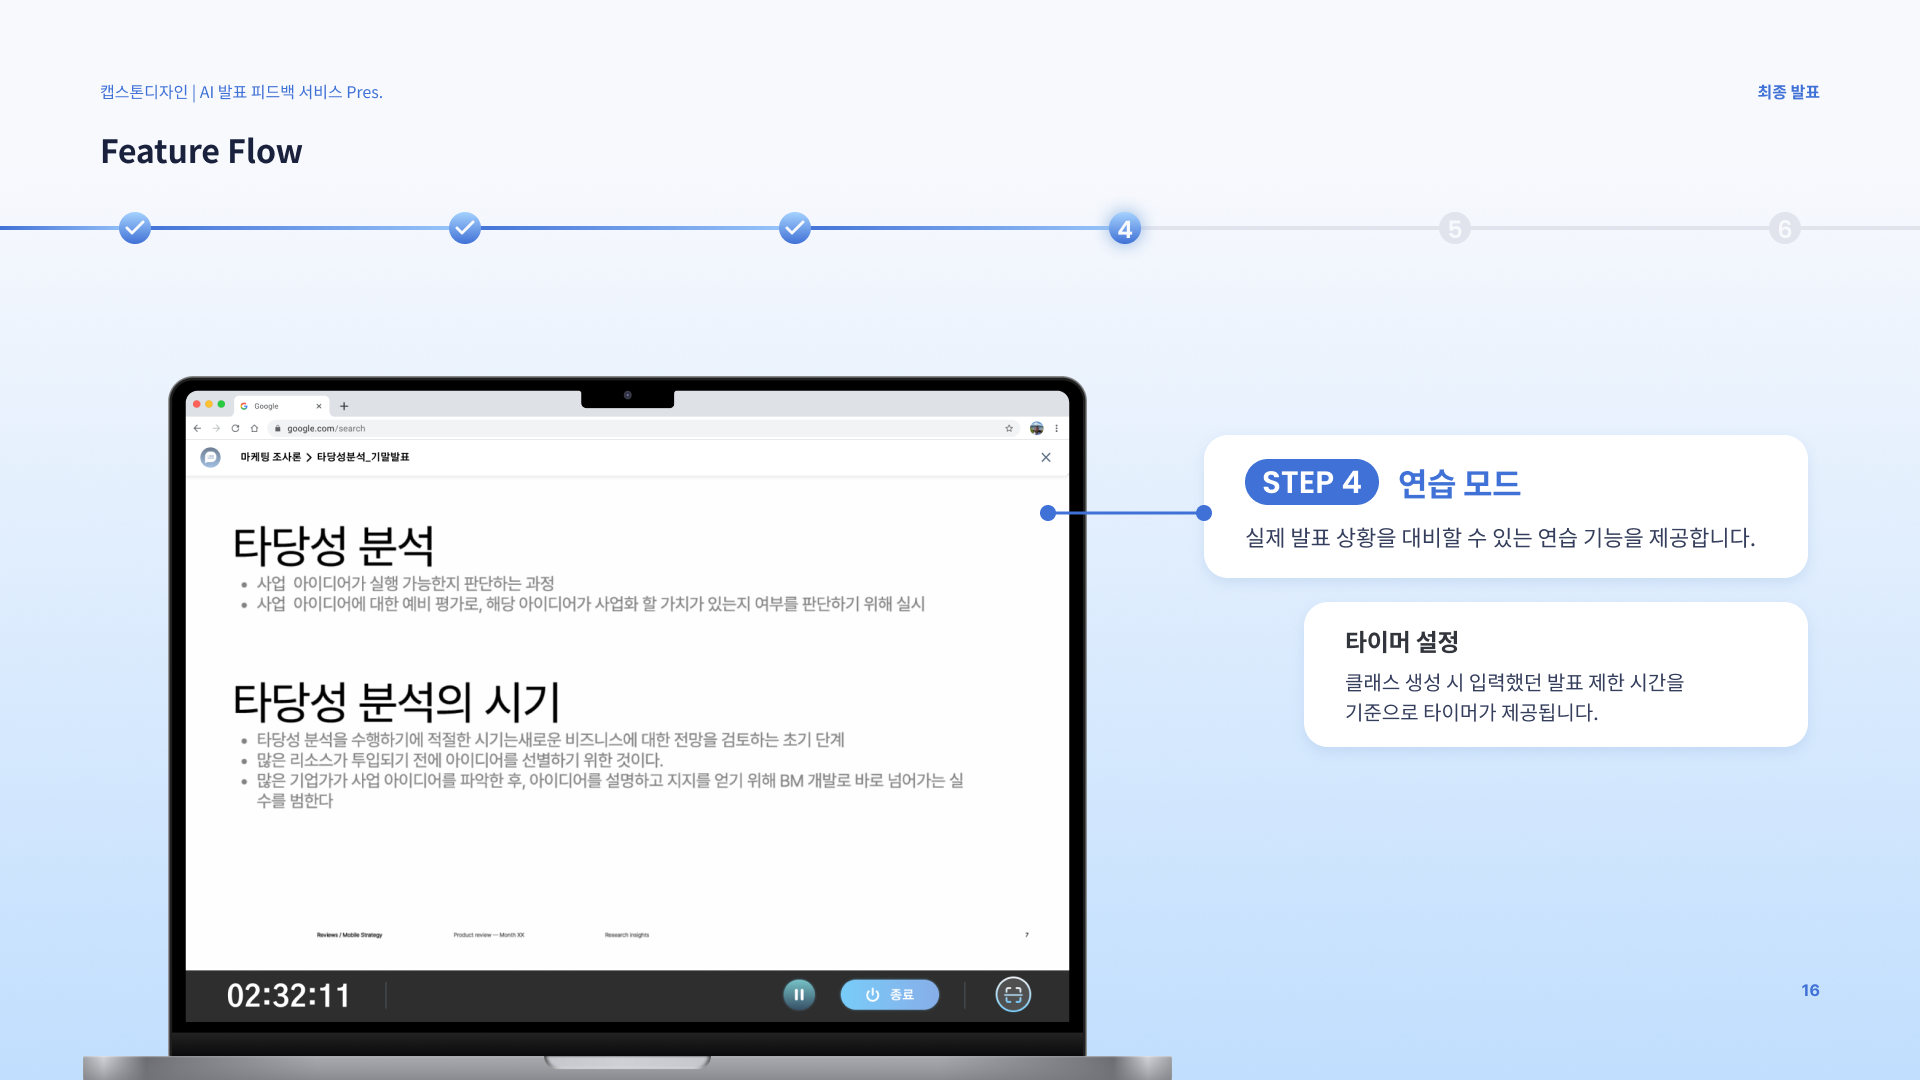 캡스톤디자인 | AI 발표 피드백 서비스 Pres.
최종 발표
Feature Flow
4
5
6
Google
google.com/search
마케팅 조사론 > 타당성분석_기말발표
타당성 분석
• 사업 아이디어가 실행 가능한지 판단하는 과정
• 사업 아이디어에 대한 예비 평가로, 해당 아이디어가 사업화 할 가치가 있는지 여부를 판단하기 위해 실시
타당성 분석의 시기
• 타당성 분석을 수행하기에 적절한 시기는새로운 비즈니스에 대한 전망을 검토하는 초기 단계
• 많은 리소스가 투입되기 전에 아이디어를 선별하기 위한 것이다.
• 많은 기업가가 사업 아이디어를 파악한 후, 아이디어를 설명하고 지지를 얻기 위해 BM 개발로 바로 넘어가는 실
수를 범한다
Reviews / Mobile Strategy
Product review — Month XX
Research insights
7
02:32:11
종료
STEP 4 연습 모드
실제 발표 상황을 대비할 수 있는 연습 기능을 제공합니다.
타이머 설정
클래스 생성 시 입력했던 발표 제한 시간을
기준으로 타이머가 제공됩니다.
16